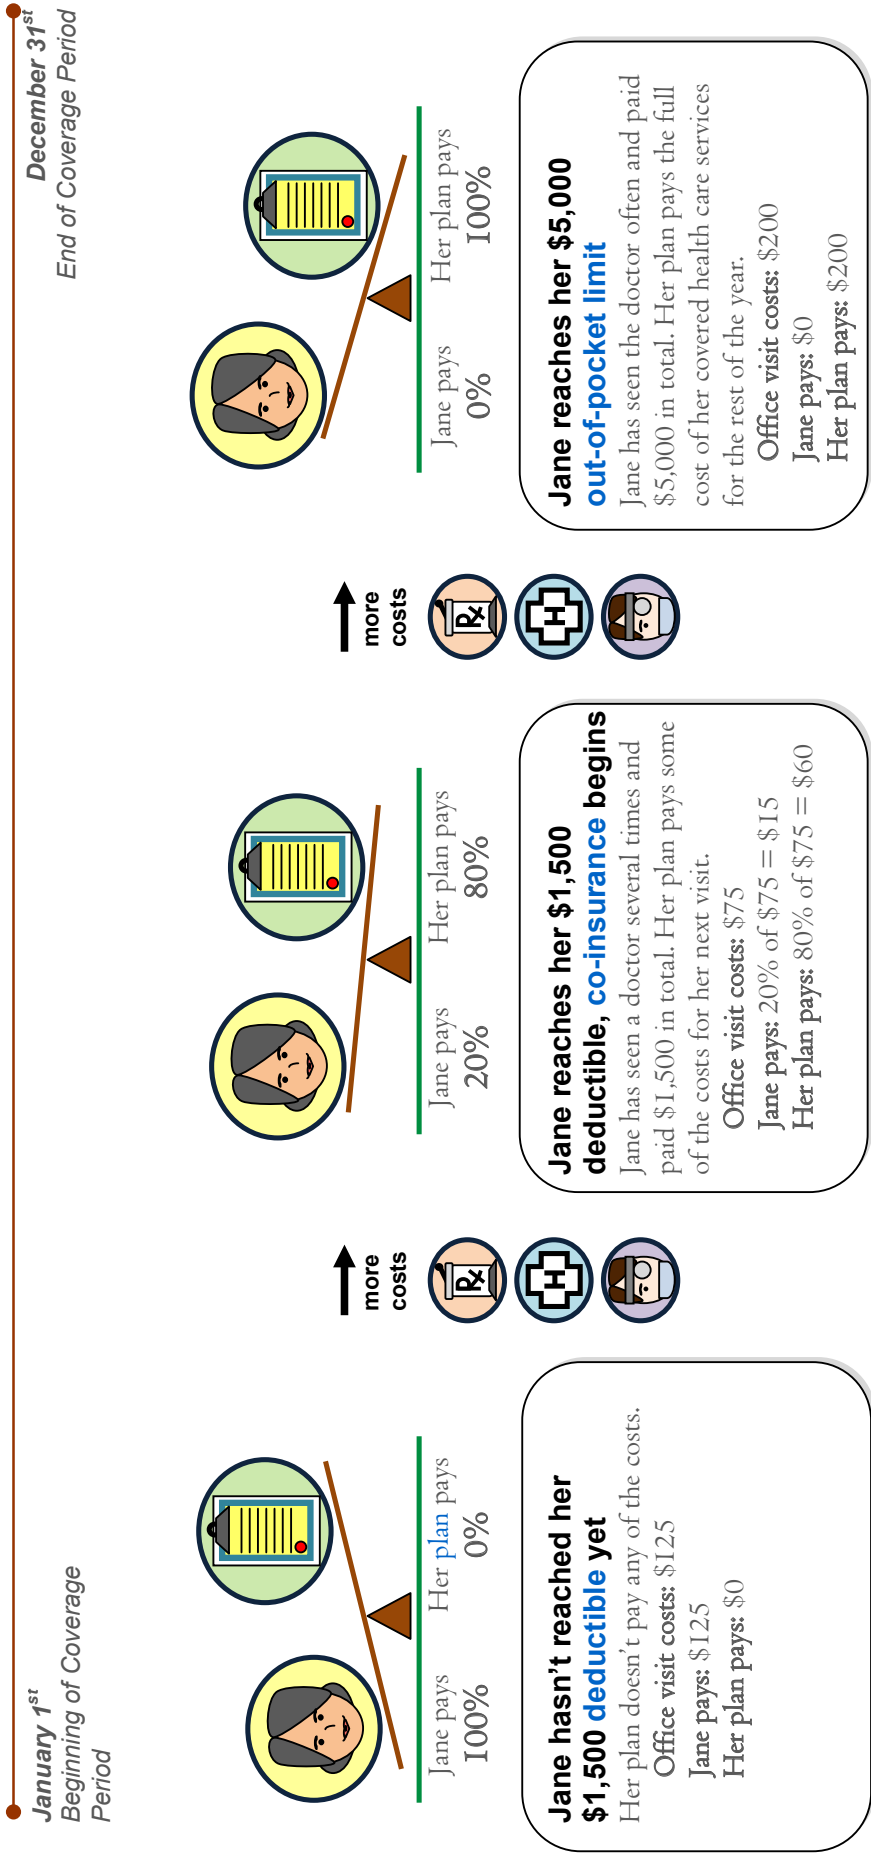 January 1st
Beginning of Coverage
Period
December 31st
End of Coverage Period
Jane pays
100%
Her plan pays
0%
more
costs
Rx
H
Jane pays
20%
Her plan pays
80%
more
costs
Rx
H
Jane pays
0%
Her plan pays
100%
Jane hasn’t reached her
$1,500 deductible yet
Her plan doesn’t pay any of the costs.
Office visit costs: $125
Jane pays: $125
Her plan pays: $0
Jane reaches her $1,500
deductible, co-insurance begins
Jane has seen a doctor several times and
paid $1,500 in total. Her plan pays some
of the costs for her next visit.
Office visit costs: $75
Jane pays: 20% of $75 = $15
Her plan pays: 80% of $75 = $60
Jane reaches her $5,000
out-of-pocket limit
Jane has seen the doctor often and paid
$5,000 in total. Her plan pays the full
cost of her covered health care services
for the rest of the year.
Office visit costs: $200
Jane pays: $0
Her plan pays: $200